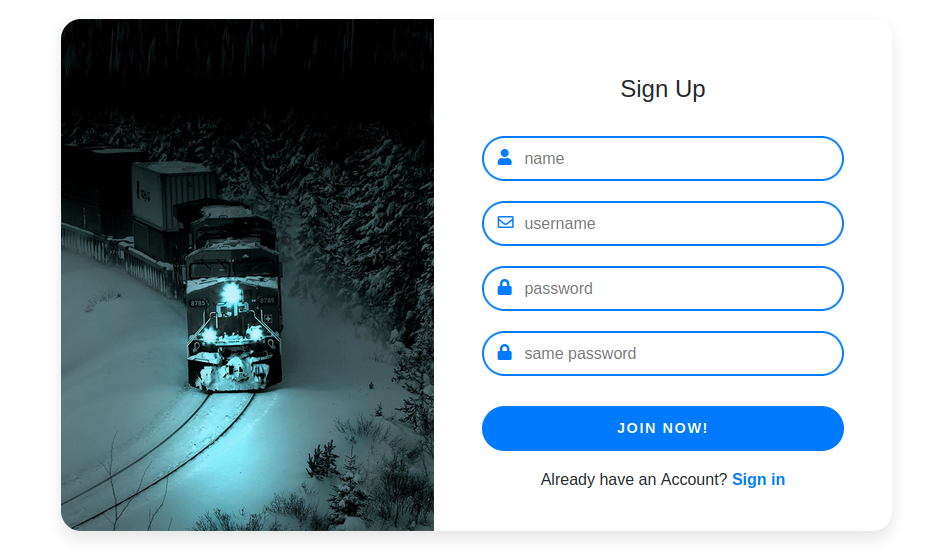 Sign Up
name
username
password
same password
JOIN NOW!
Already have an Account? Sign in
8785 8785